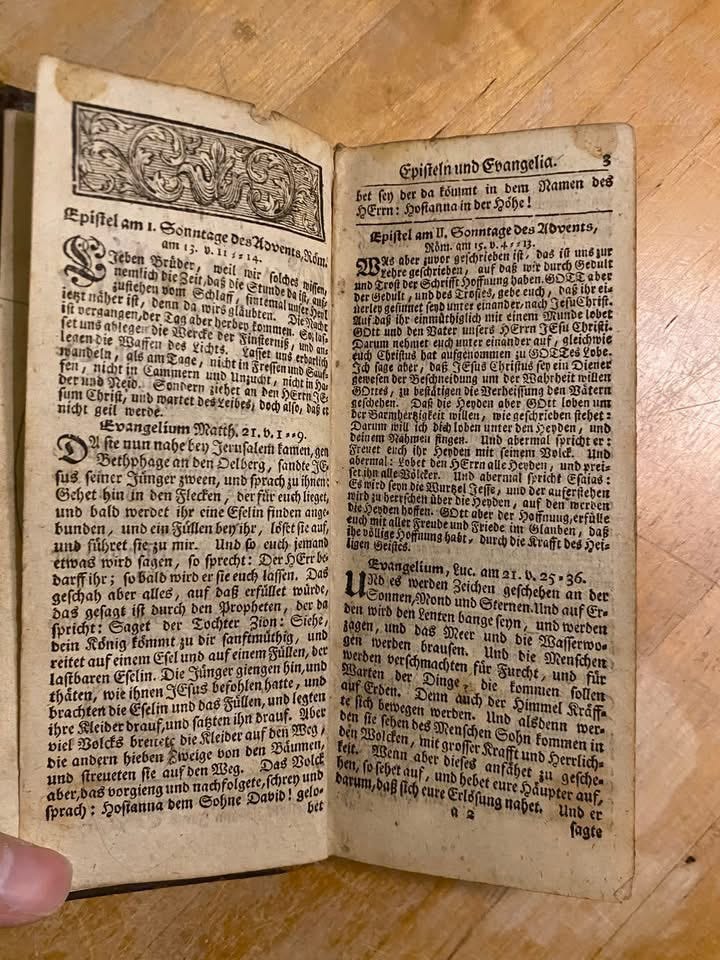 Epistel am I. Sonntage des Advents, Röm.
am 13. v. 11 ⸗ ⸗ 14.
LIeben Brüder, weil wir solches wissen,
nemlich die Zeit, daß die Stunde da ist, aufzu-
zustehen vom Schlaff, sintemal unser Heil
ietzt näher ist, denn da wirs gläubten. Die Nacht
ist vergangen, der Tag aber herbey kommen. So las-
set uns ablegen die Wercke der Finsterniß, und an-
legen die Waffen des Lichts. Lasset uns erbarlich
wandeln, als am Tage, nicht in Fressen und Sauf-
fen, nicht in Cammern und Unzucht, nicht in Ha-
der und Neid. Sondern ziehet an den HErrn JE-
sum Christ, und wartet des Leibes, doch also, daß er
nicht geil werde.
Evangelium Matth. 21. v. 1 ⸗ ⸗ 9.
DA sie nun nahe bey Jerusalem kamen, gen
Bethphage an den Oelberg, sandte JE-
sus seiner Jünger zween, und sprach zu ihnen:
Gehet hin in den Flecken, der für euch lieget,
und bald werdet ihr eine Eselin finden ange-
bunden, und ein Füllen bey ihr, löset sie auf,
und führet sie zu mir. Und so euch jemand
etwas wird sagen, so sprecht: Der HErr be-
darff ihr; so bald wird er sie euch lassen. Das
geschah aber alles, auf daß erfüllet würde,
das gesagt ist durch den Propheten, der da
spricht: Saget der Tochter Zion: Siehe,
dein König kömmt zu dir sanfftmüthig, und
reitet auf einem Esel und auf einem Füllen, der
lastbaren Eselin. Die Jünger giengen hin, und
thäten, wie ihnen JEsus befohlen hatte, und
brachten die Eselin und das Füllen, und legten
ihre Kleider drauf, und satzten ihn drauf. Aber
viel Volcks breitete die Kleider auf den Weg,
die andern hieben Zweige von den Bäumen,
und streueten sie auf den Weg. Das Volck
aber, das vorgieng und nachfolgete, schrey und
sprach: Hosianna dem Sohne David! gelo-
bet
Episteln und Evangelia. 3
bet sey der da kömmt in dem Namen des
HErrn: Hosianna in der Höhe!
Epistel am II. Sonntage des Advents,
Röm. am 15. v. 4 ⸗ ⸗ 13.
WAs aber zuvor geschrieben ist, das ist uns zur
Lehre geschrieben, auf daß wir durch Gedult
und Trost der Schrifft Hoffnung haben. GOTT aber
der Gedult, und des Trostes, gebe euch, daß ihr ei-
nerley gesinnet seyd unter einander, nach JEsu Christ.
Auf daß ihr einmüthiglich mit einem Munde lobet
GOtt und den Vater unsers HErrn JEsu Christi.
Darum nehmet euch unter einander auf, gleichwie
euch Christus hat aufgenommen zu GOTTes Lobe.
Ich sage aber, daß JEsus Christus sey ein Diener
gewesen der Beschneidung um der Wahrheit willen
GOttes, zu bestätigen die Verheissung den Vätern
geschehen. Daß die Heyden aber GOtt loben um
der Barmhertzigkeit willen, wie geschrieben stehet:
Darum will ich dich loben unter den Heyden, und
deinem Nahmen singen. Und abermal spricht er:
Freuet euch ihr Heyden mit seinem Volck. Und
abermal: Lobet den HErrn alle Heyden, und prei-
set ihn alle Völcker. Und abermal spricht Esaias:
Es wird seyn die Wurzel Jesse, und der auferstehen
wird zu herrschen über die Heyden, auf den werden
die Heyden hoffen. GOtt aber der Hoffnung, erfülle
euch mit aller Freude und Friede im Glauben, daß
ihr völlige Hoffnung habt, durch die Krafft des Hei-
ligen Geistes.
Evangelium, Luc. am 21. v. 25 ⸗ 36.
UNd es werden Zeichen geschehen an der
Sonnen, Mond und Sternen. Und auf Er-
den wird den Leuten bange seyn, und werden
zagen, und das Meer und die Wasserwo-
gen werden brausen. Und die Menschen
werden verschmachten für Furcht, und für
Warten der Dinge, die kommen sollen
auf Erden. Denn auch der Himmel Kräff-
te sich bewegen werden. Und alsdenn wer-
den sie sehen des Menschen Sohn kommen in
den Wolcken, mit grosser Krafft und Herrlich-
keit. Wenn aber dieses anfähet zu gesche-
hen, so sehet auf, und hebet eure Häupter auf,
darum, daß sich eure Erlösung nahet. Und er
a 2
sagte